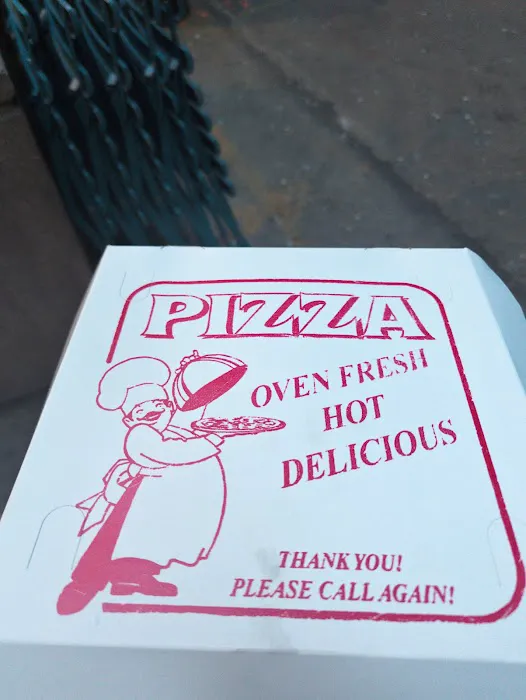 PIZZA
OVEN FRESH
HOT
DELICIOUS
THANK YOU!
PLEASE CALL AGAIN!